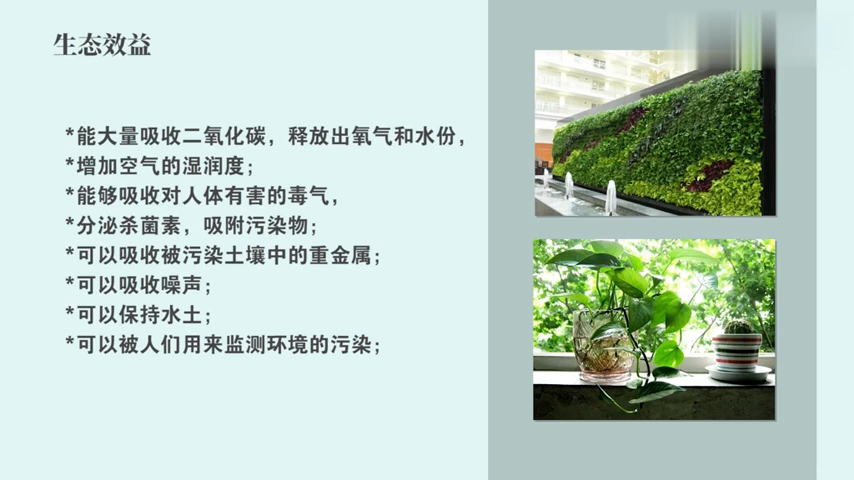 生态效益
*能大量吸收二氧化碳，释放出氧气和水份，
*增加空气的湿润度；
*能够吸收对人体有害的毒气，
*分泌杀菌素，吸附污染物；
*可以吸收被污染土壤中的重金属；
*可以吸收噪声；
*可以保持水土；
*可以被人们用来监测环境的污染；